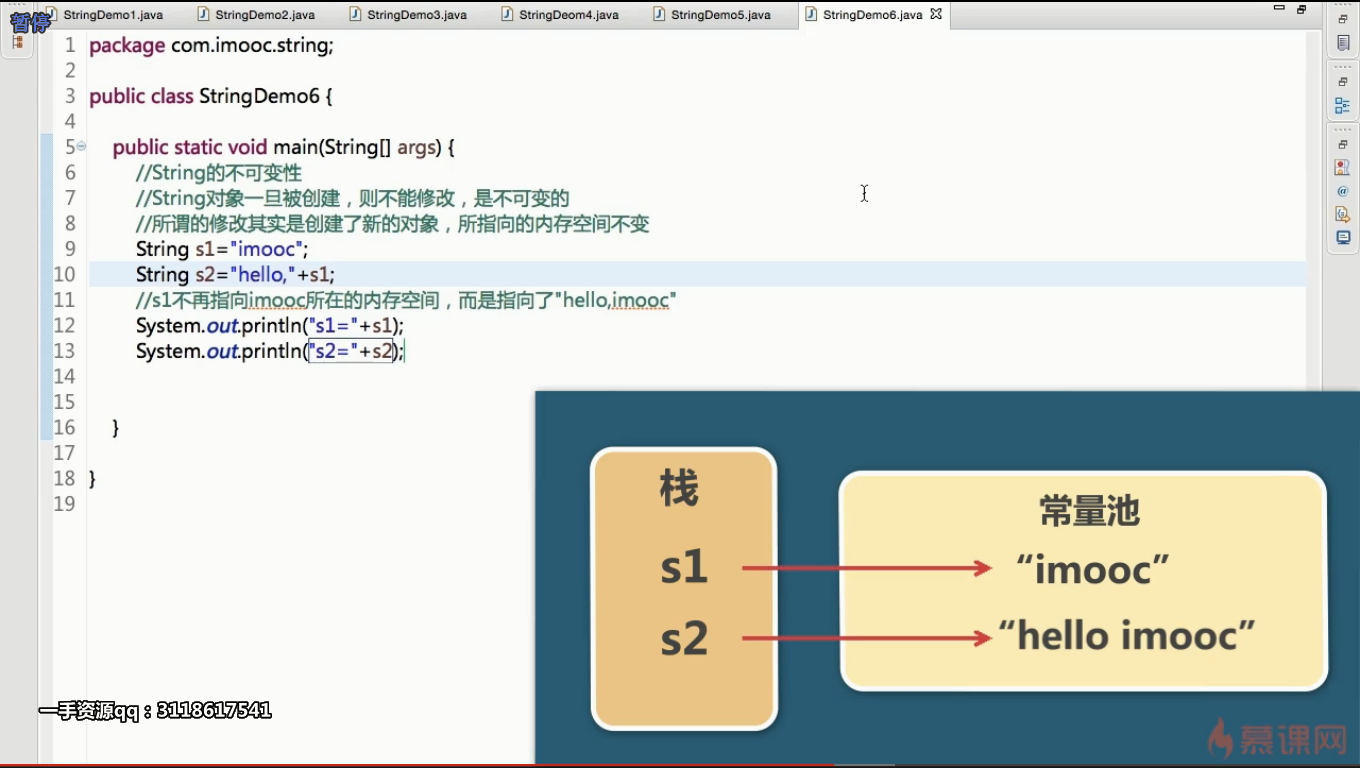 StringDemo1.java StringDemo2.java StringDemo3.java StringDeom4.java StringDemo5.java StringDemo6.java
暂停
1 package com.imooc.string;
2
3 public class StringDemo6 {
4
5 public static void main(String[] args) {
6 //String的不可变性
7 //String对象一旦被创建，则不能修改，是不可变的
8 //所谓的修改其实是创建了新的对象，所指向的内存空间不变
9 String s1="imooc";
10 String s2="hello,"+s1;
11 //s1不再指向imooc所在的内存空间，而是指向了"hello,imooc"
12 System.out.println("s1="+s1);
13 System.out.println("s2="+s2);
14
15
16 }
17
18 }
19
栈
常量池
s1
“imooc”
s2
“hello imooc”
一手资源qq：3118617541
慕课网